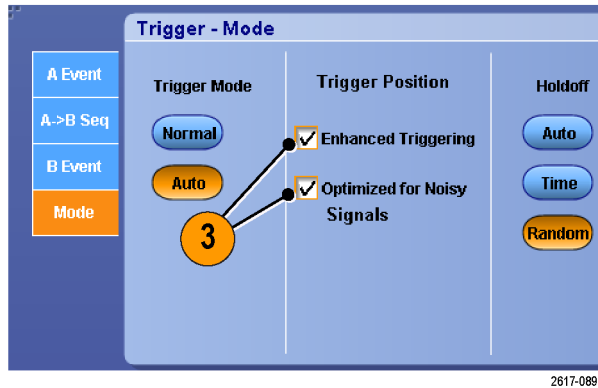 Trigger - Mode
A Event
A->B Seq
B Event
Mode
Trigger Mode
Normal
Auto
3
Trigger Position
Enhanced Triggering
Optimized for Noisy
Signals
Holdoff
Auto
Time
Random
2617-089